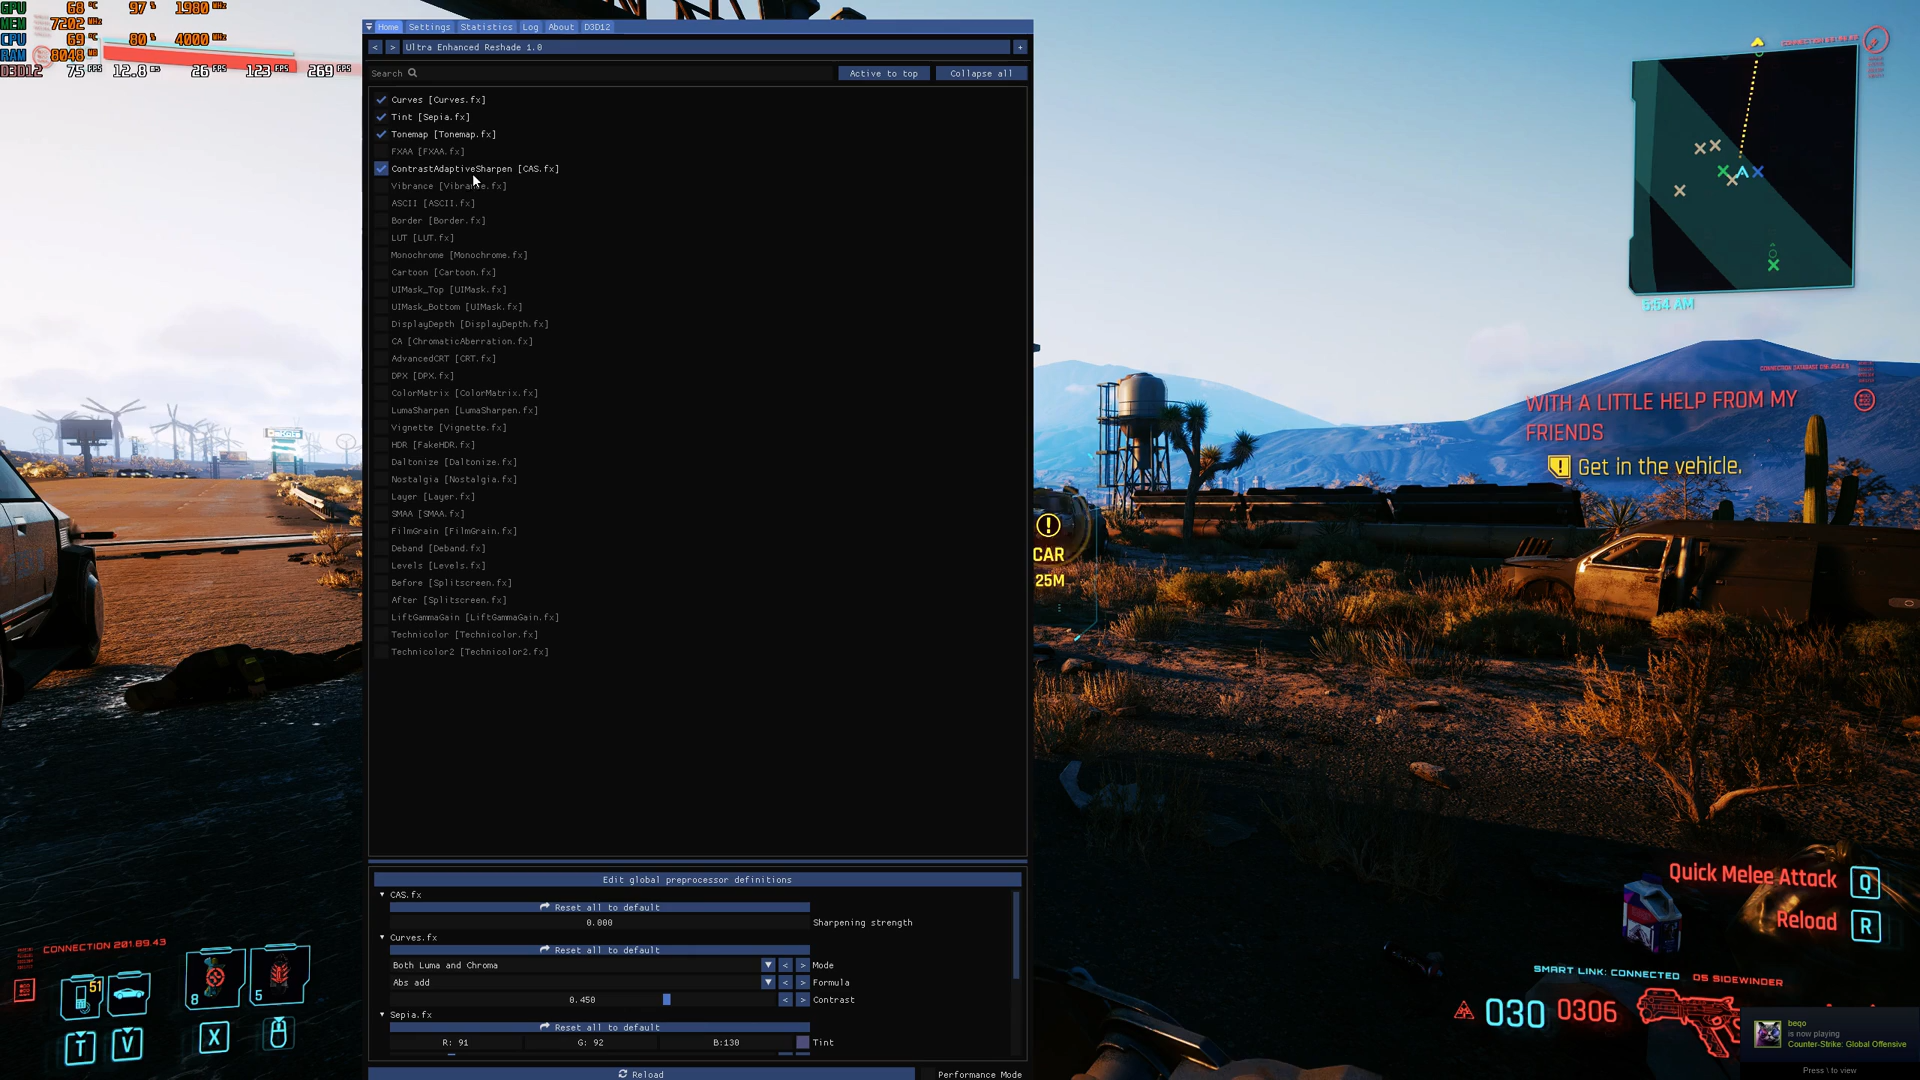 GPU 68 °C 97 % 1980 MHz
MEM 7202 MB
CPU 69 °C 80 % 4000 MHz
RAM 8048 MB
D3D12 75 FPS 12.8 ms 26 FPS 123 FPS 269 FPS
Home Settings Statistics Log About D3D12
< > Ultra Enhanced Reshade 1.0 +
Search Active to top Collapse all
Curves [Curves.fx]
Tint [Sepia.fx]
Tonemap [Tonemap.fx]
FXAA [FXAA.fx]
ContrastAdaptiveSharpen [CAS.fx]
Vibrance [Vibrance.fx]
ASCII [ASCII.fx]
Border [Border.fx]
LUT [LUT.fx]
Monochrome [Monochrome.fx]
Cartoon [Cartoon.fx]
UIMask_Top [UIMask.fx]
UIMask_Bottom [UIMask.fx]
DisplayDepth [DisplayDepth.fx]
CA [ChromaticAberration.fx]
AdvancedCRT [CRT.fx]
DPX [DPX.fx]
ColorMatrix [ColorMatrix.fx]
LumaSharpen [LumaSharpen.fx]
Vignette [Vignette.fx]
HDR [FakeHDR.fx]
Daltonize [Daltonize.fx]
Nostalgia [Nostalgia.fx]
Layer [Layer.fx]
SMAA [SMAA.fx]
FilmGrain [FilmGrain.fx]
Deband [Deband.fx]
Levels [Levels.fx]
Before [Splitscreen.fx]
After [Splitscreen.fx]
LiftGammaGain [LiftGammaGain.fx]
Technicolor [Technicolor.fx]
Technicolor2 [Technicolor2.fx]
Edit global preprocessor definitions
CAS.fx
Reset all to default
0.000 Sharpening strength
Curves.fx
Reset all to default
Both Luma and Chroma < > Mode
Abs add < > Formula
0.450 < > Contrast
Sepia.fx
Reset all to default
R: 91 G: 92 B:130 Tint
Reload Performance Mode
5:54 AM
WITH A LITTLE HELP FROM MY
FRIENDS
Get in the vehicle.
CAR
25M
Quick Melee Attack Q
Reload R
SMART LINK: CONNECTED D5 SIDEWINDER
030 0306
CONNECTION 201.89.43
51
8
5
T
V
X
beqo
is now playing
Counter-Strike: Global Offensive
Press \ to view